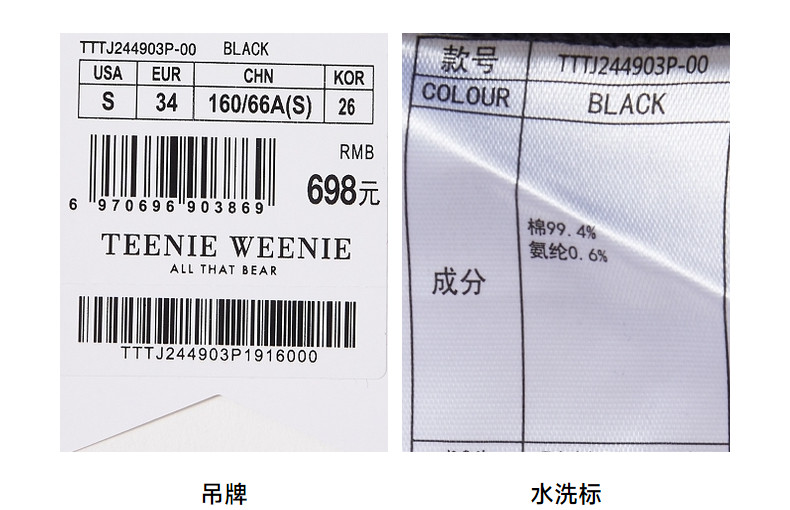 TTTJ244903P-00 BLACK
USA EUR CHN KOR
S 34 160/66A(S) 26
RMB
698元
6 970696 903869
TEENIE WEENIE
ALL THAT BEAR
TTTJ244903P1916000
吊牌
款号 TTTJ244903P-00
COLOUR BLACK
成分
棉99.4%
氨纶0.6%
水洗标